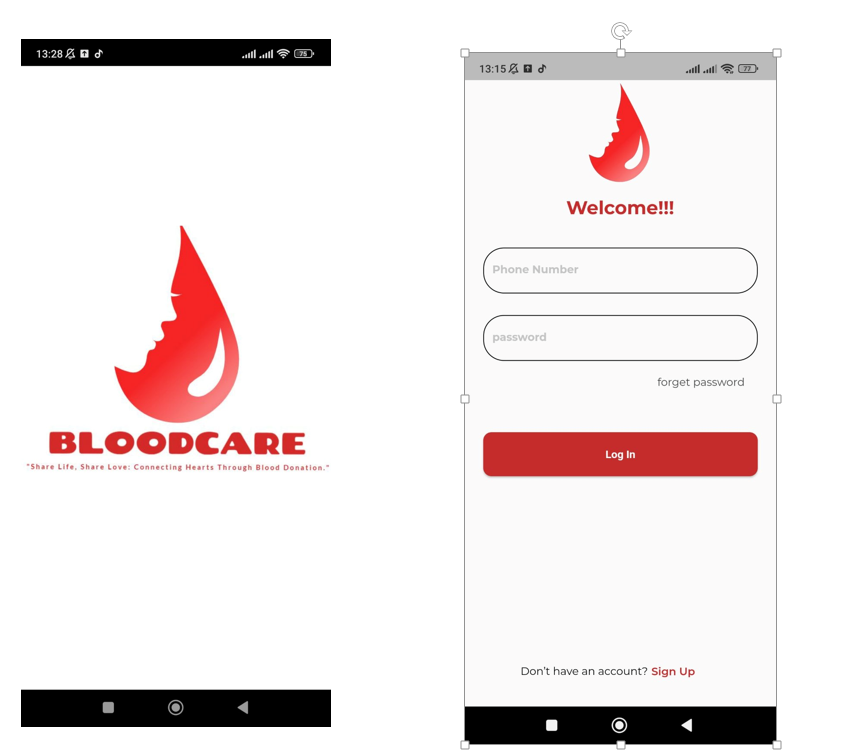 13:28
75
BLOODCARE
"Share Life, Share Love: Connecting Hearts Through Blood Donation."
13:15
77
Welcome!!!
Phone Number
password
forget password
Log In
Don't have an account? Sign Up